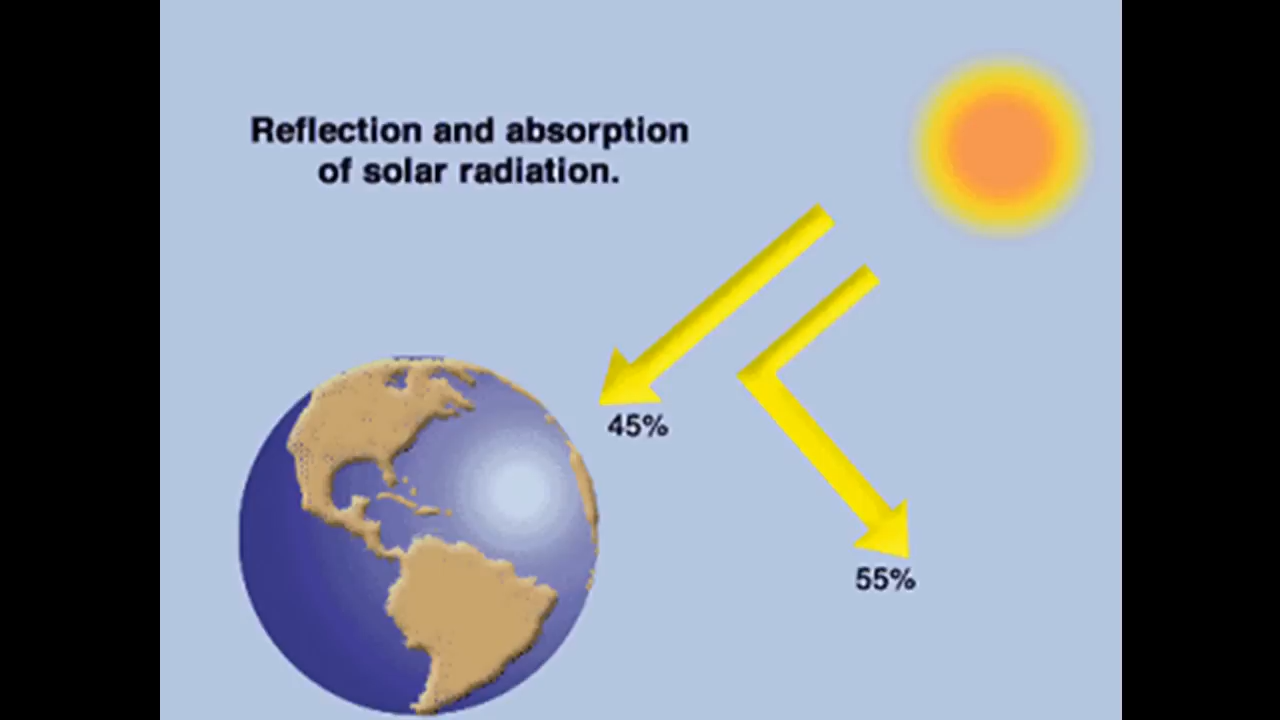 Reflection and absorption
of solar radiation.
45%
55%